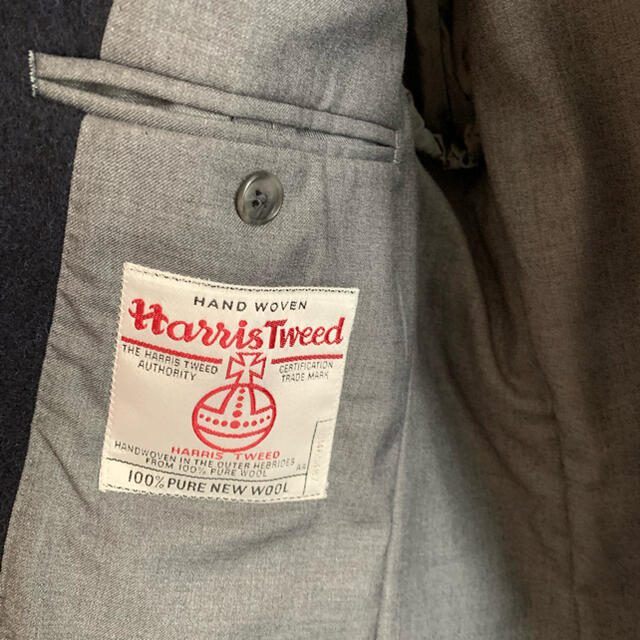 HAND WOVEN
Harris Tweed
THE HARRIS TWEED AUTHORITY
CERTIFICATION TRADE MARK
HARRIS TWEED
HANDWOVEN IN THE OUTER HEBRIDES
FROM 100% PURE WOOL
100% PURE NEW WOOL